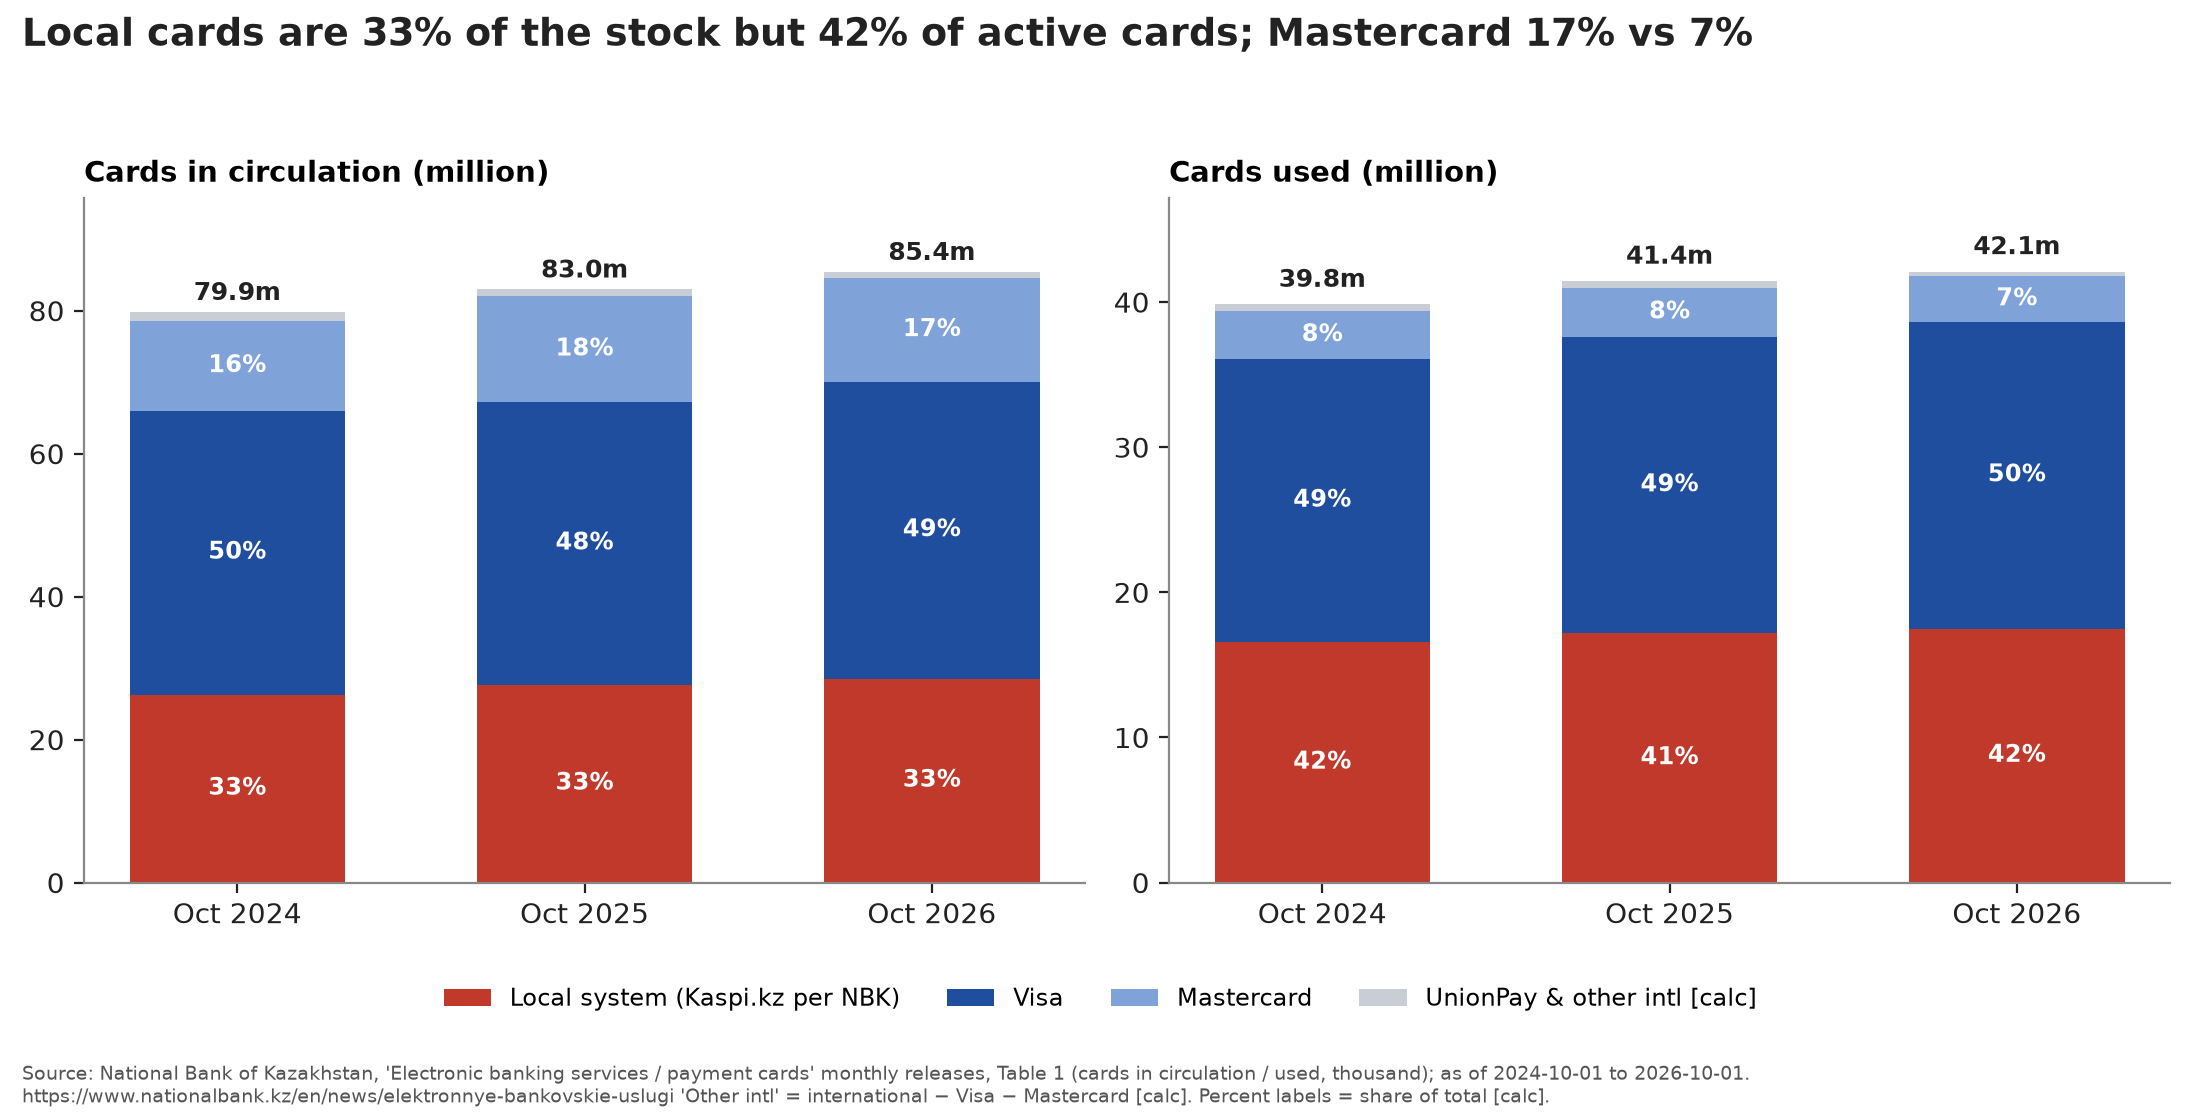 Local cards are 33% of the stock but 42% of active cards; Mastercard 17% vs 7%
Cards in circulation (million)
80
60
40
20
0
79.9m
83.0m
85.4m
16%
18%
17%
50%
48%
49%
33%
33%
33%
Oct 2024
Oct 2025
Oct 2026
Cards used (million)
40
30
20
10
0
39.8m
41.4m
42.1m
8%
8%
7%
49%
49%
50%
42%
41%
42%
Oct 2024
Oct 2025
Oct 2026
Local system (Kaspi.kz per NBK)
Visa
Mastercard
UnionPay & other intl [calc]
Source: National Bank of Kazakhstan, 'Electronic banking services / payment cards' monthly releases, Table 1 (cards in circulation / used, thousand); as of 2024-10-01 to 2026-10-01.
https://www.nationalbank.kz/en/news/elektronnye-bankovskie-uslugi 'Other intl' = international − Visa − Mastercard [calc]. Percent labels = share of total [calc].